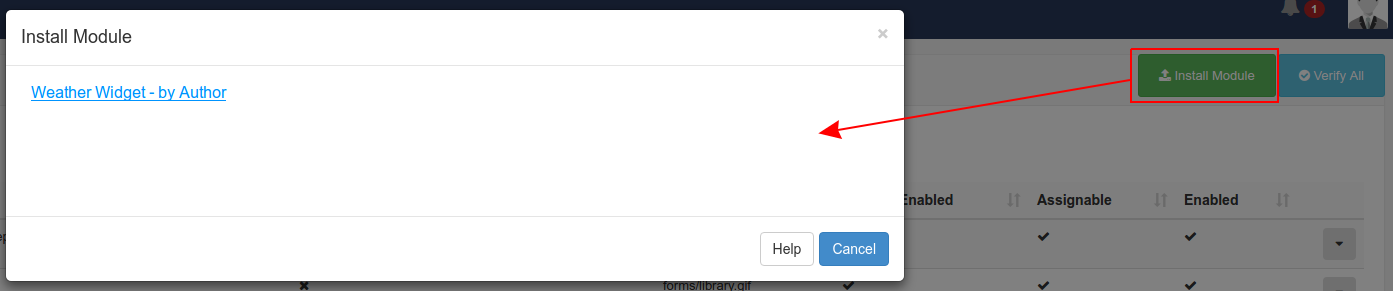 Install Module
×
1
Install Module
Verify All
Weather Widget - by Author
Enabled
Assignable
Enabled
Help
Cancel
forms/library.gif